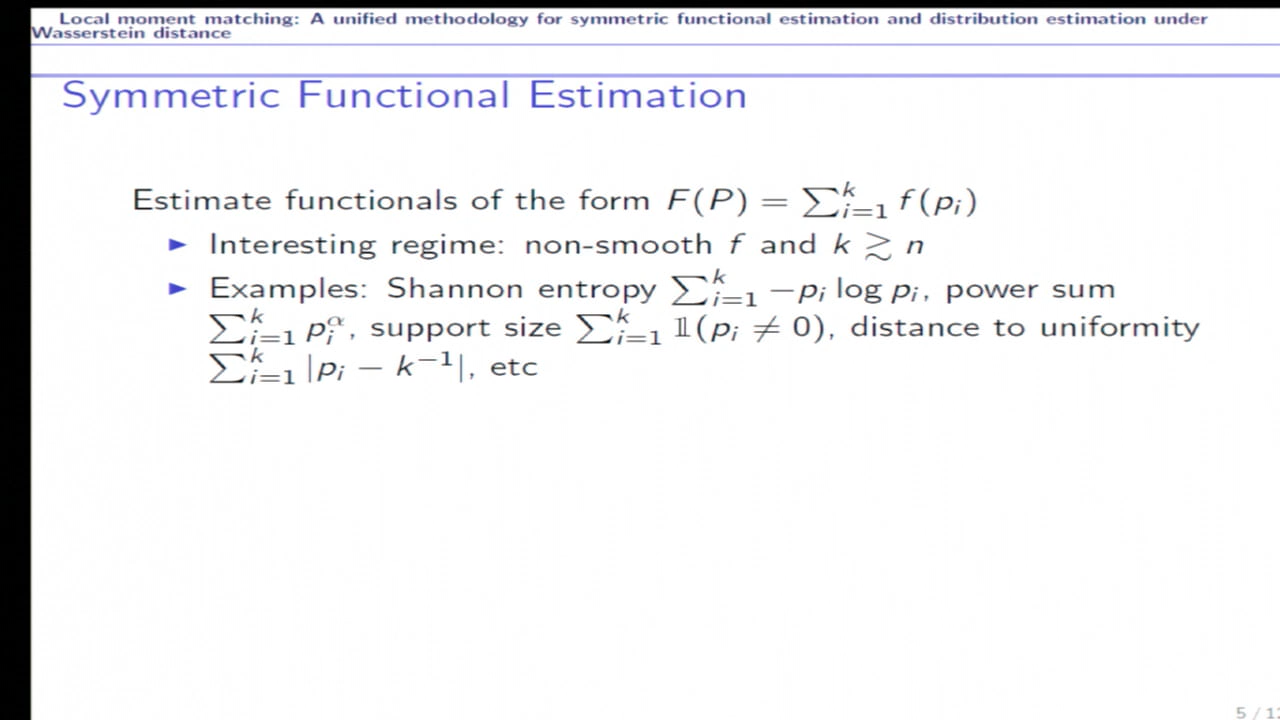 Local moment matching: A unified methodology for symmetric functional estimation and distribution estimation under
Wasserstein distance
Symmetric Functional Estimation
Estimate functionals of the form F(P) = ∑_{i=1}^k f(p_i)
► Interesting regime: non-smooth f and k ≳ n
► Examples: Shannon entropy ∑_{i=1}^k −p_i log p_i, power sum
∑_{i=1}^k p_i^α, support size ∑_{i=1}^k 𝟙(p_i ≠ 0), distance to uniformity
∑_{i=1}^k |p_i − k^{−1}|, etc
5 / 1